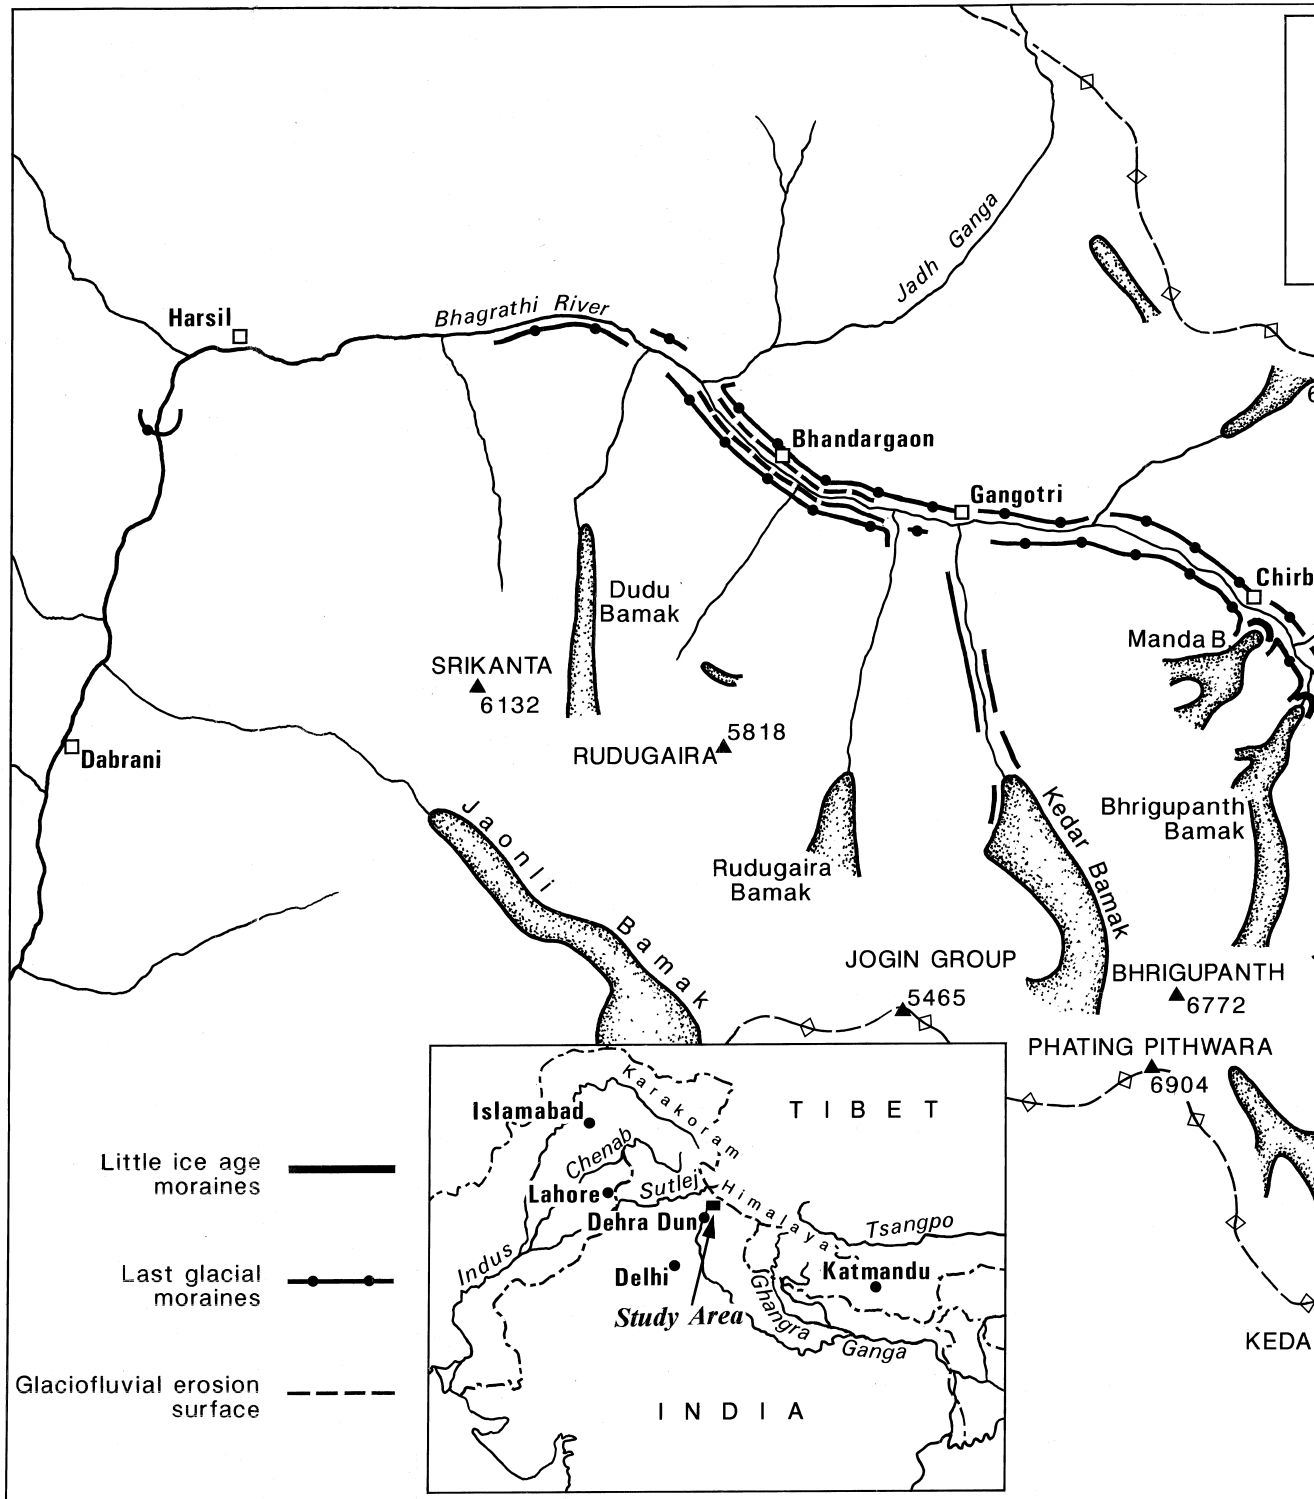 Jadh Ganga
Bhagrathi River
Harsil
6
Bhandargaon
Gangotri
Chirb
Dudu
Bamak
Manda B.
SRIKANTA
6132
5818
RUDUGAIRA
Dabrani
Jaonli Bamak
Kedar Bamak
Bhrigupanth
Bamak
Rudugaira
Bamak
JOGIN GROUP
5465
BHRIGUPANTH
6772
PHATING PITHWARA
6904
KEDA
Little ice age
moraines
Last glacial
moraines
Glaciofluvial erosion
surface
Karakoram
TIBET
Islamabad
Chenab
Lahore
Sutlej
Himalaya
Dehra Dun
Tsangpo
Indus
Delhi
Katmandu
Study Area
Ghangra
Ganga
INDIA